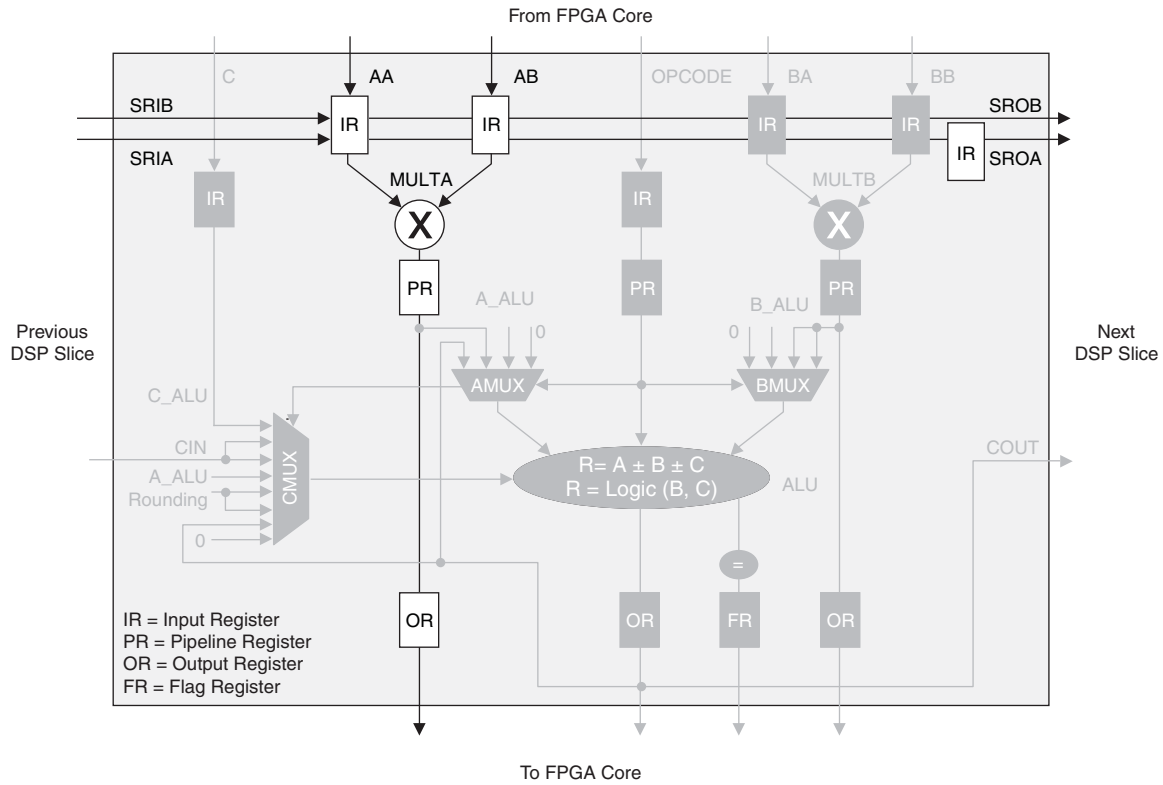 From FPGA Core
C
AA
AB
OPCODE
BA
BB
SRIB
SROB
IR
IR
IR
IR
IR
SRIA
SROA
MULTA
MULTB
IR
IR
X
X
PR
PR
PR
A_ALU
B_ALU
0
0
Previous
DSP Slice
Next
DSP Slice
AMUX
BMUX
C_ALU
CIN
COUT
CMUX
R= A ± B ± C
R = Logic (B, C)
ALU
A_ALU
Rounding
0
=
IR = Input Register
PR = Pipeline Register
OR = Output Register
FR = Flag Register
OR
OR
FR
OR
To FPGA Core